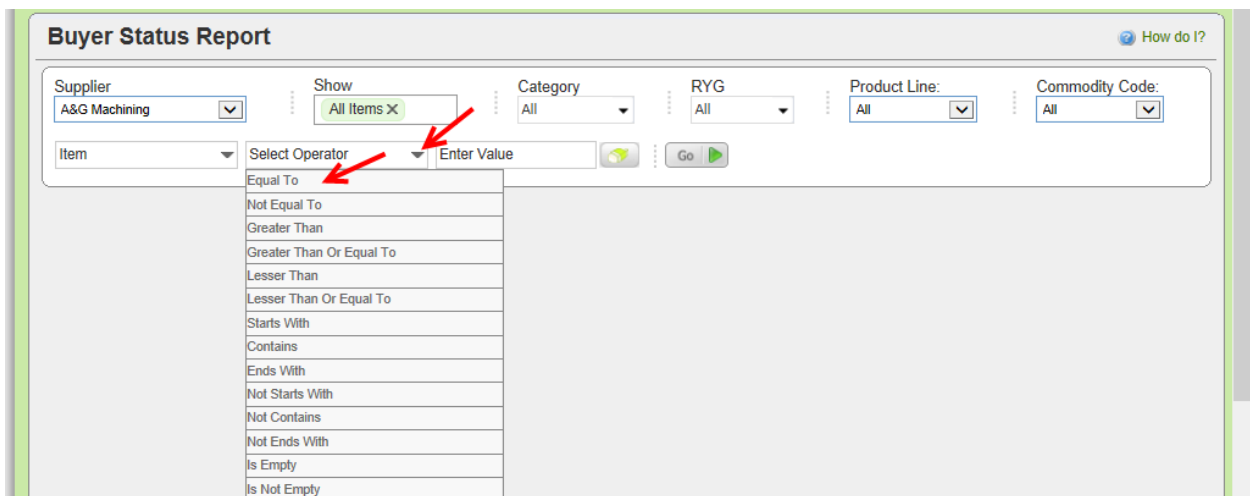 Buyer Status Report
How do I?
Supplier Show Category RYG Product Line: Commodity Code:
A&G Machining All Items X All All All All
Item Select Operator Enter Value Go
Equal To
Not Equal To
Greater Than
Greater Than Or Equal To
Lesser Than
Lesser Than Or Equal To
Starts With
Contains
Ends With
Not Starts With
Not Contains
Not Ends With
Is Empty
Is Not Empty